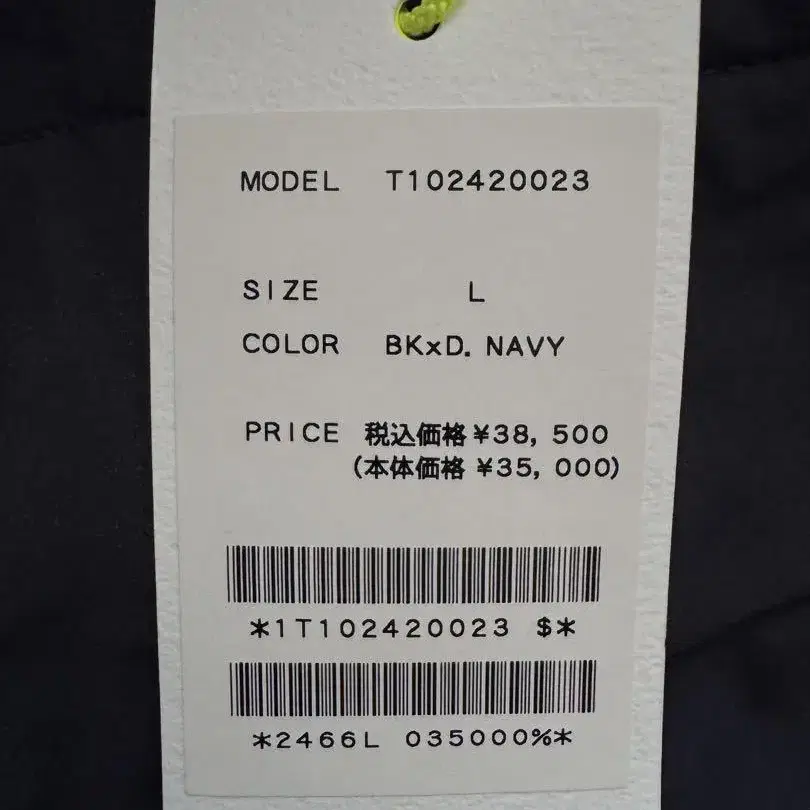 MODEL T102420023
SIZE L
COLOR BKxD. NAVY
PRICE 税込価格 ¥38, 500
(本体価格 ¥35, 000)
*1T102420023 $*
*2466L 035000%*